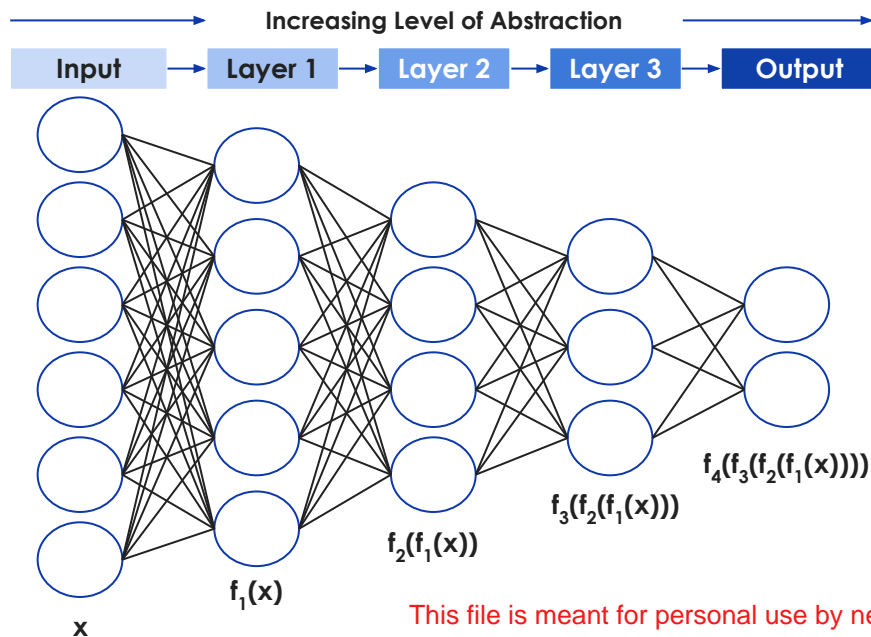 Increasing Level of Abstraction
Input Layer 1 Layer 2 Layer 3 Output
f₄(f₃(f₂(f₁(x))))
f₃(f₂(f₁(x)))
f₂(f₁(x))
f₁(x)
x
This file is meant for personal use by ne